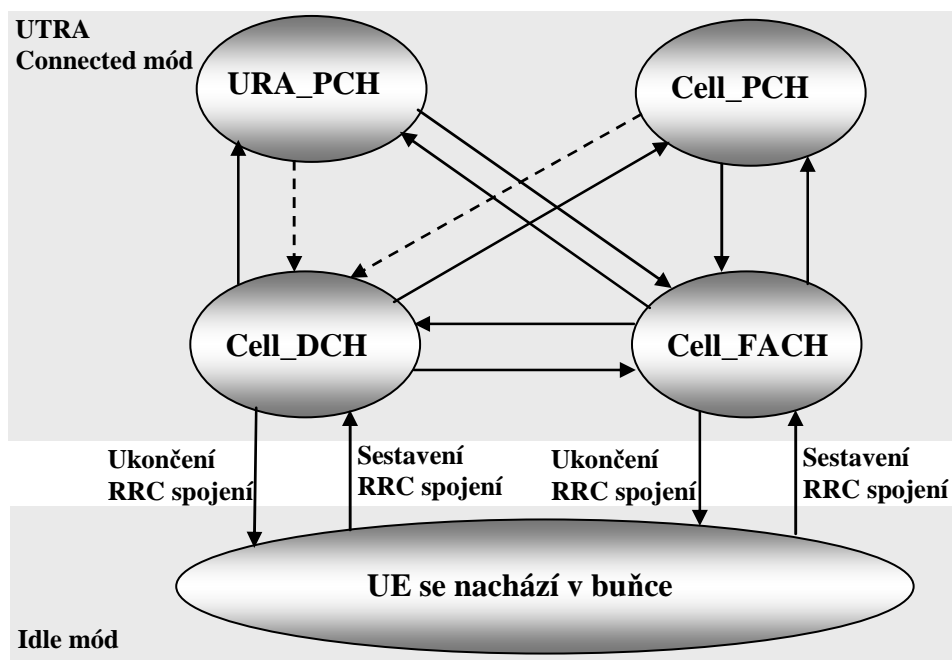 UTRA
Connected mód
URA_PCH
Cell_PCH
Cell_DCH
Cell_FACH
Ukončení
RRC spojení
Sestavení
RRC spojení
Ukončení
RRC spojení
Sestavení
RRC spojení
UE se nachází v buňce
Idle mód